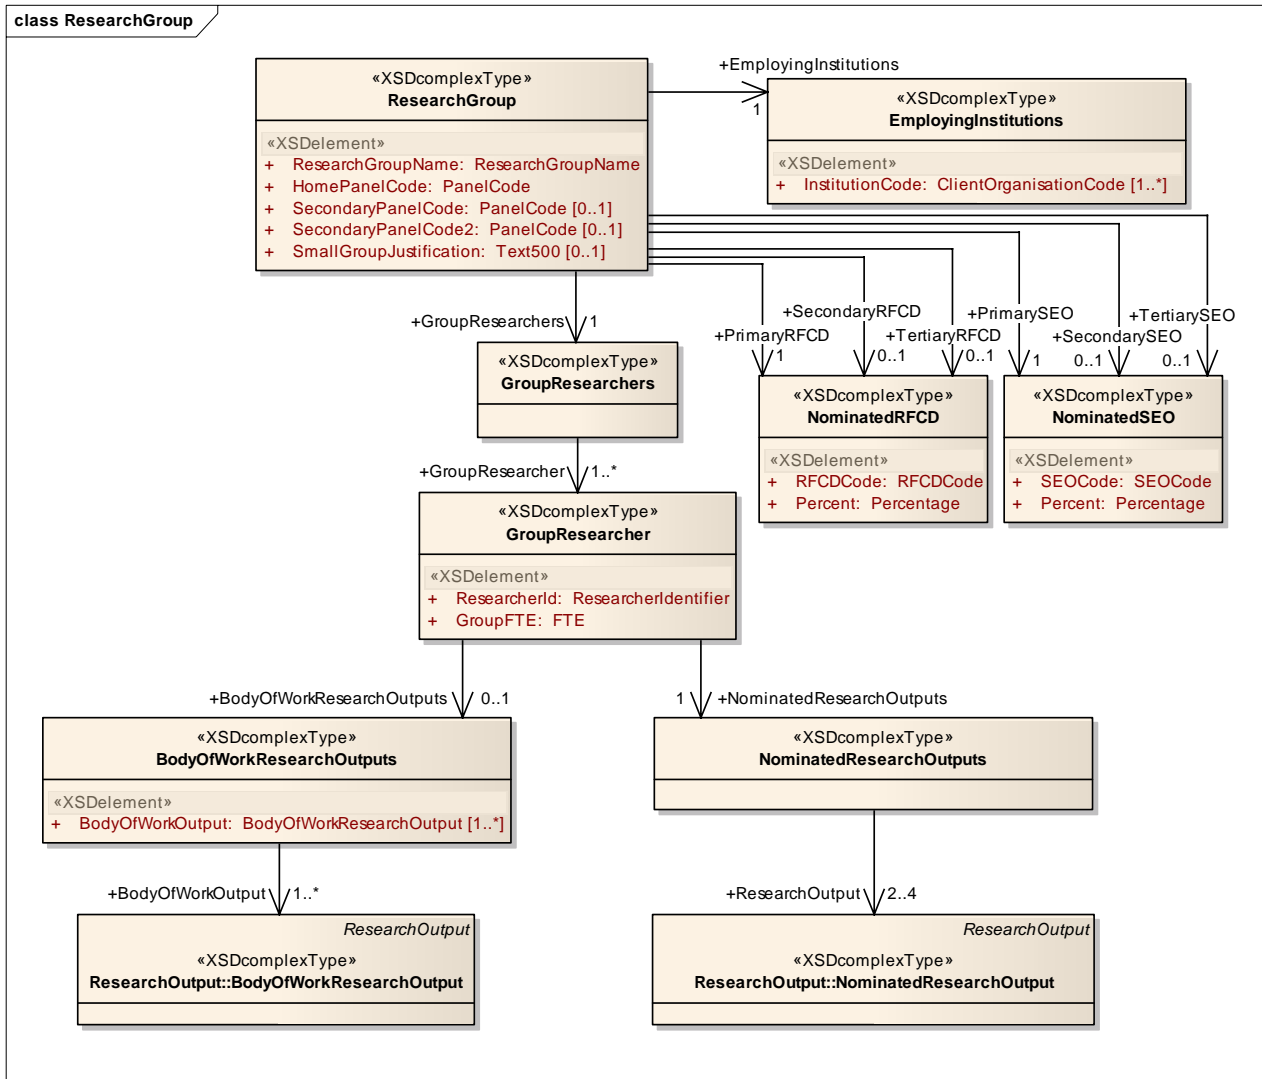 class ResearchGroup
«XSDcomplexType»
ResearchGroup
«XSDelement»
+ ResearchGroupName: ResearchGroupName
+ HomePanelCode: PanelCode
+ SecondaryPanelCode: PanelCode [0..1]
+ SecondaryPanelCode2: PanelCode [0..1]
+ SmallGroupJustification: Text500 [0..1]
+EmployingInstitutions
1
«XSDcomplexType»
EmployingInstitutions
«XSDelement»
+ InstitutionCode: ClientOrganisationCode [1..*]
+GroupResearchers
1
+PrimaryRFCD
1
+SecondaryRFCD
0..1
+TertiaryRFCD
0..1
+PrimarySEO
1
+SecondarySEO
0..1
+TertiarySEO
0..1
«XSDcomplexType»
GroupResearchers
«XSDcomplexType»
NominatedRFCD
«XSDelement»
+ RFCDCode: RFCDCode
+ Percent: Percentage
«XSDcomplexType»
NominatedSEO
«XSDelement»
+ SEOCode: SEOCode
+ Percent: Percentage
+GroupResearcher
1..*
«XSDcomplexType»
GroupResearcher
«XSDelement»
+ ResearcherId: ResearcherIdentifier
+ GroupFTE: FTE
+BodyOfWorkResearchOutputs
0..1
1
+NominatedResearchOutputs
«XSDcomplexType»
BodyOfWorkResearchOutputs
«XSDelement»
+ BodyOfWorkOutput: BodyOfWorkResearchOutput [1..*]
«XSDcomplexType»
NominatedResearchOutputs
+BodyOfWorkOutput
1..*
+ResearchOutput
2..4
ResearchOutput
«XSDcomplexType»
ResearchOutput::BodyOfWorkResearchOutput
ResearchOutput
«XSDcomplexType»
ResearchOutput::NominatedResearchOutput